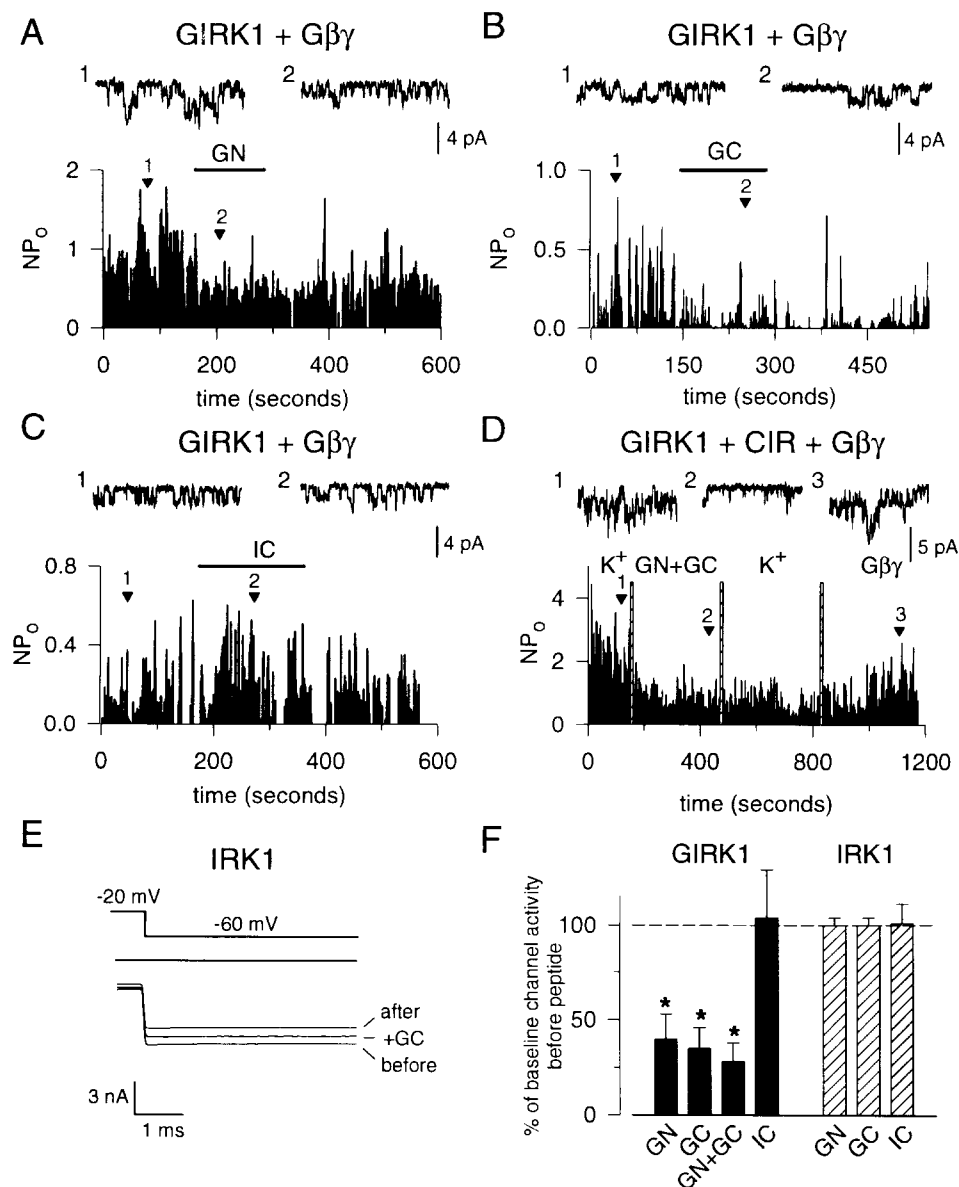 A
GIRK1 + Gβγ
1
2
4 pA
GN
1
2
NPo
2
1
0
0 200 400 600
time (seconds)
B
GIRK1 + Gβγ
1
2
4 pA
GC
1
2
NPo
1.0
0.5
0.0
0 150 300 450
time (seconds)
C
GIRK1 + Gβγ
1
2
4 pA
IC
1
2
NPo
0.8
0.4
0.0
0 200 400 600
time (seconds)
D
GIRK1 + CIR + Gβγ
1
2
3
5 pA
K+ GN+GC K+ Gβγ
1
2
3
NPo
4
2
0
0 400 800 1200
time (seconds)
E
IRK1
-20 mV
-60 mV
after
+GC
before
3 nA
1 ms
F
GIRK1 IRK1
% of baseline channel activity
before peptide
100
50
0
* * *
GN GC GN+GC IC GN GC IC